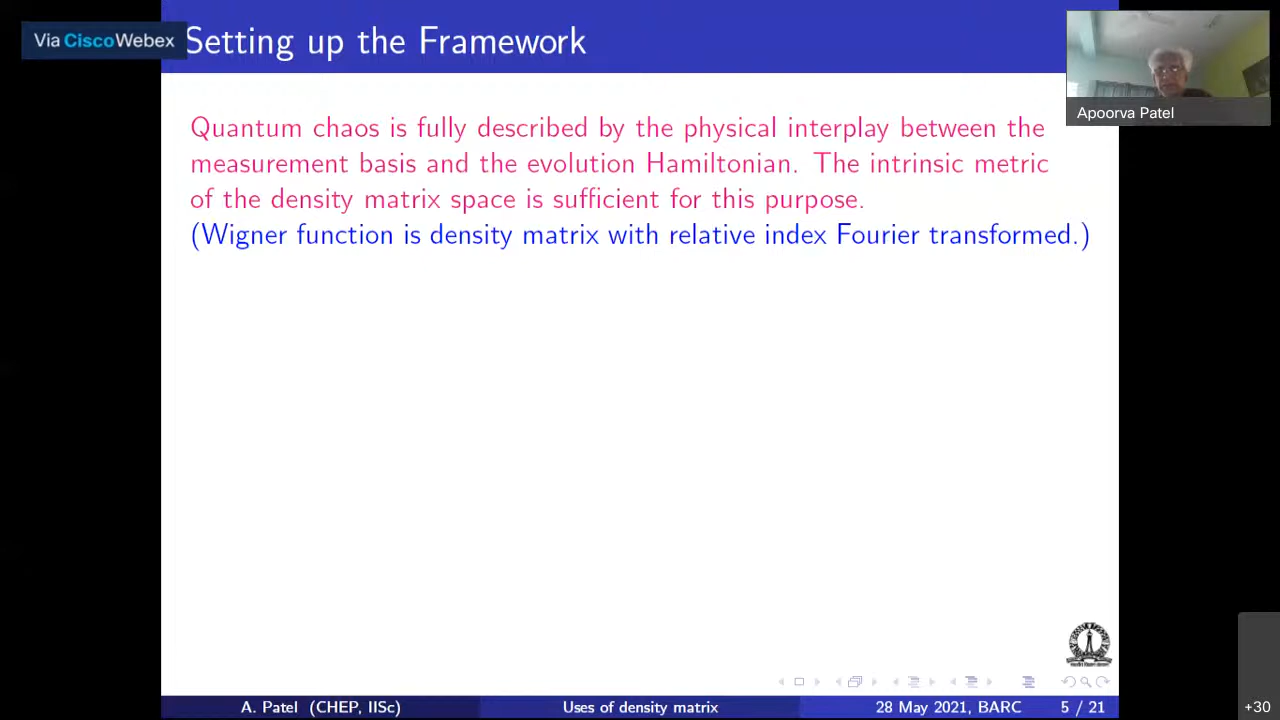 Via Cisco Webex
Setting up the Framework
Apoorva Patel
Quantum chaos is fully described by the physical interplay between the
measurement basis and the evolution Hamiltonian. The intrinsic metric
of the density matrix space is sufficient for this purpose.
(Wigner function is density matrix with relative index Fourier transformed.)
A. Patel (CHEP, IISc)
Uses of density matrix
28 May 2021, BARC
5 / 21
+30